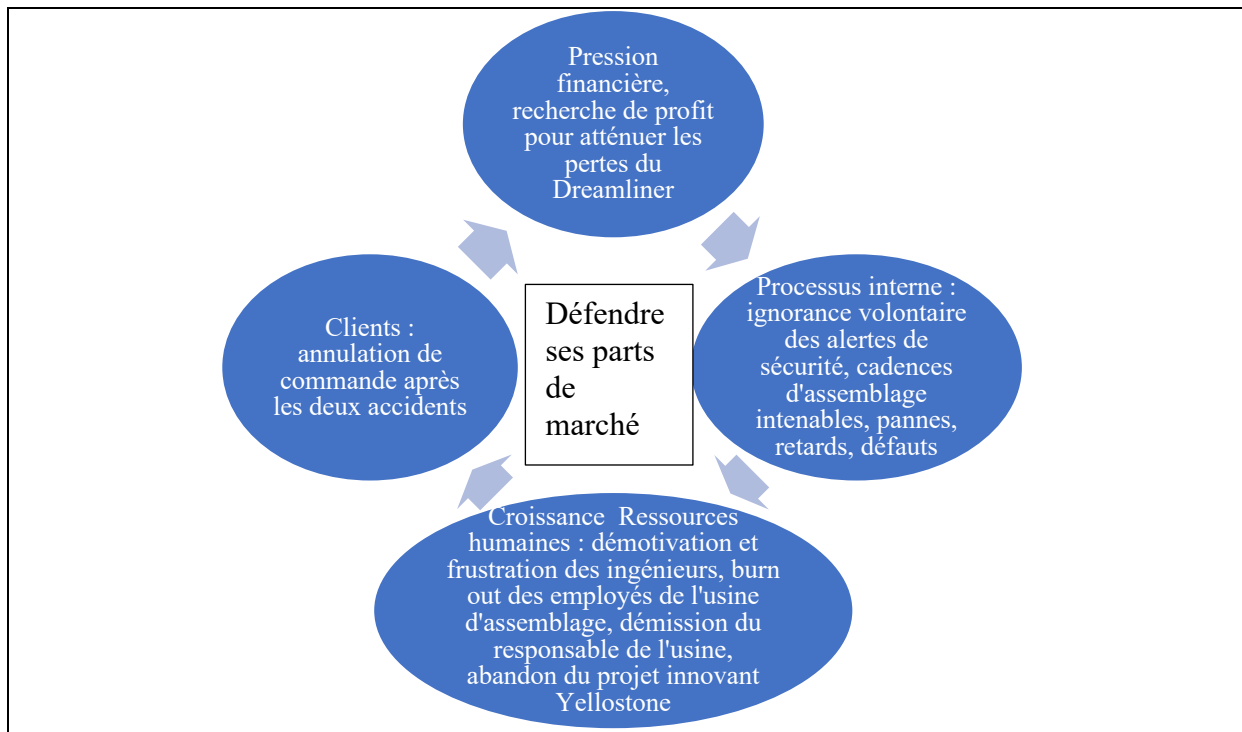 Pression
financière,
recherche de profit
pour atténuer les
pertes du
Dreamliner
Clients :
annulation de
commande après
les deux accidents
Défendre
ses parts
de
marché
Processus interne :
ignorance volontaire
des alertes de
sécurité, cadences
d'assemblage
intenables, pannes,
retards, défauts
Croissance Ressources
humaines : démotivation et
frustration des ingénieurs, burn
out des employés de l'usine
d'assemblage, démission du
responsable de l'usine,
abandon du projet innovant
Yellostone